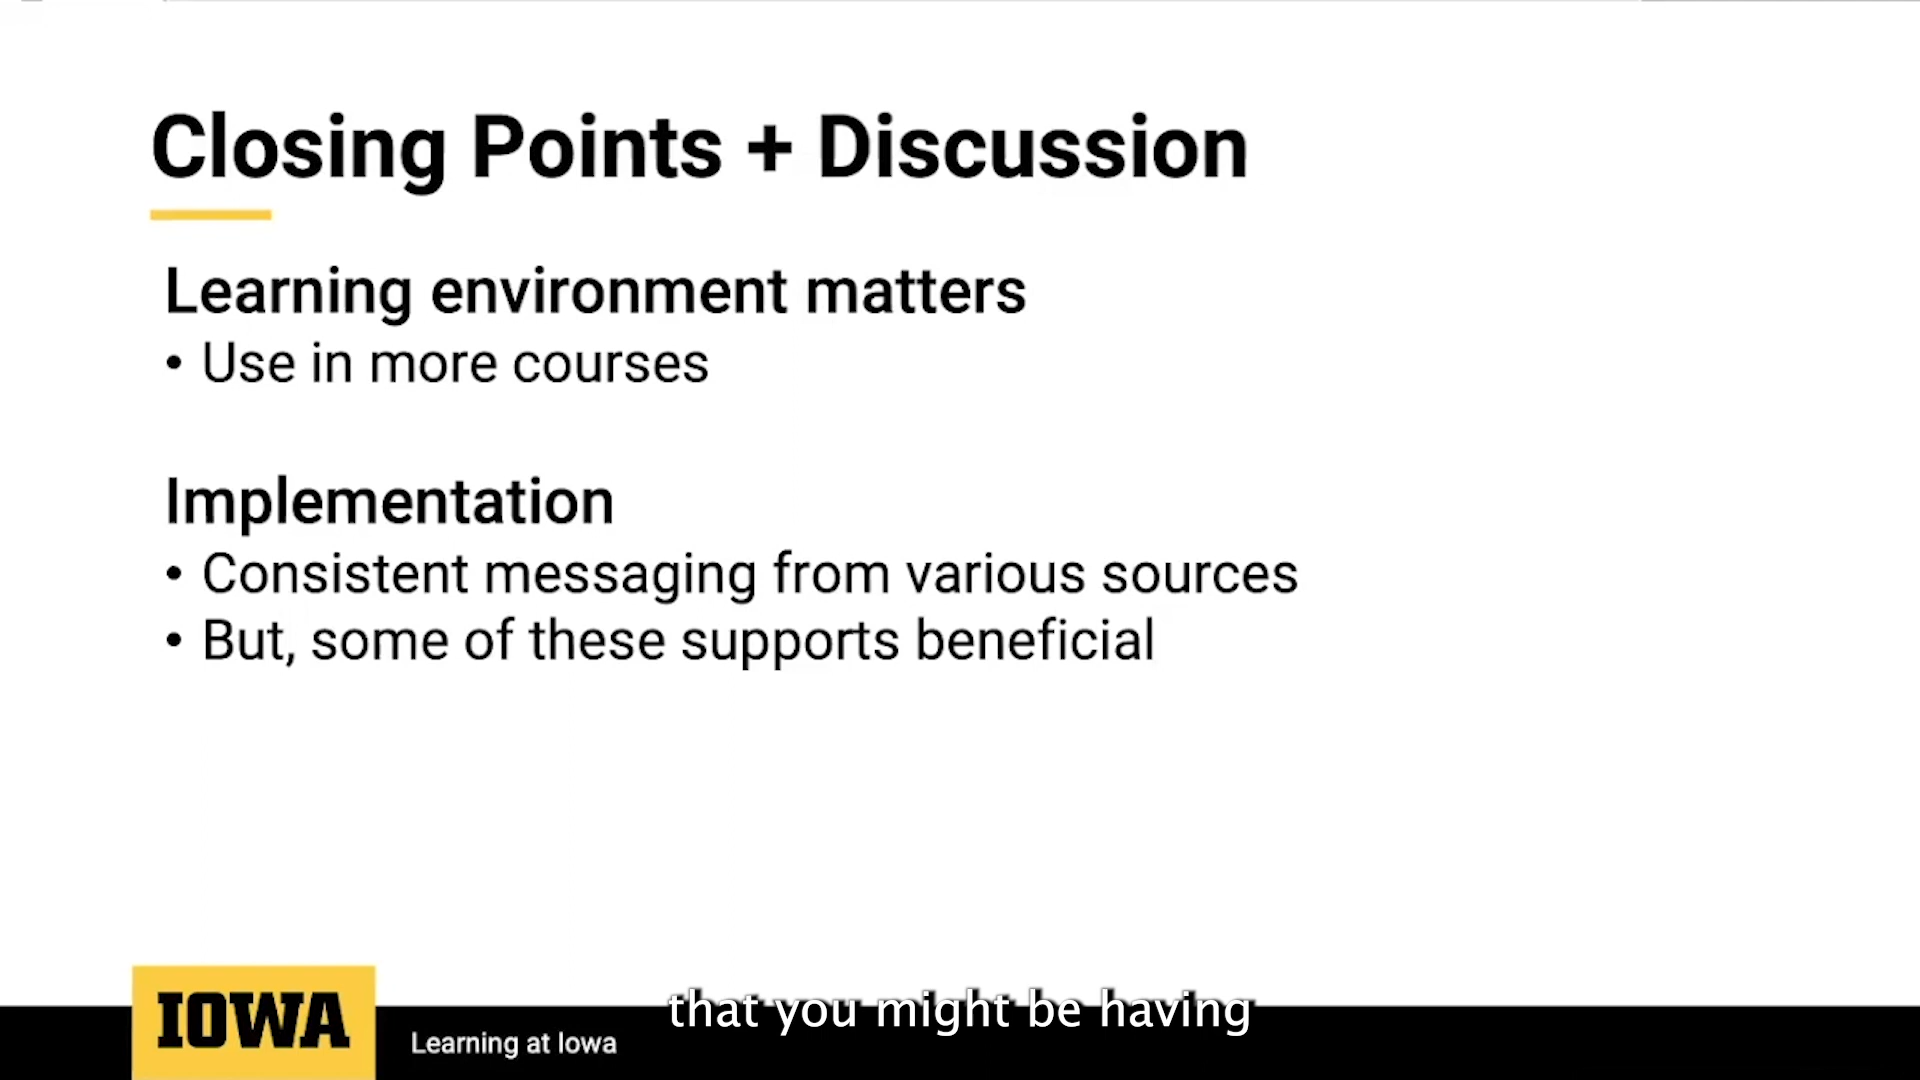 Closing Points + Discussion
Learning environment matters
• Use in more courses
Implementation
• Consistent messaging from various sources
• But, some of these supports beneficial
that you might be having
IOWA
Learning at Iowa